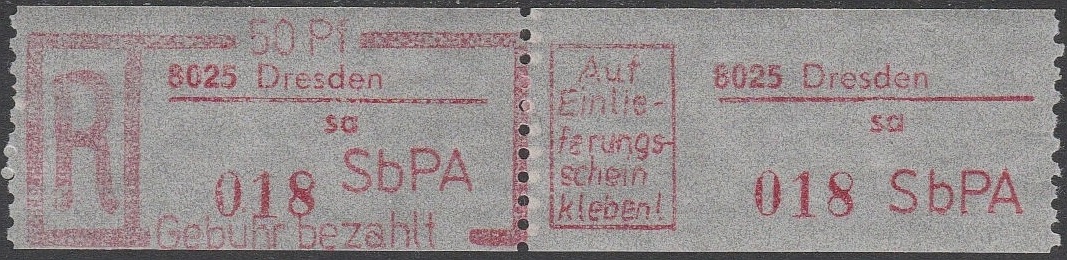 50 Pf
R
8025 Dresden
sa
018 SbPA
Gebühr bezahlt
Auf
Einlie-
ferungs-
schein
kleben!
8025 Dresden
sa
018 SbPA